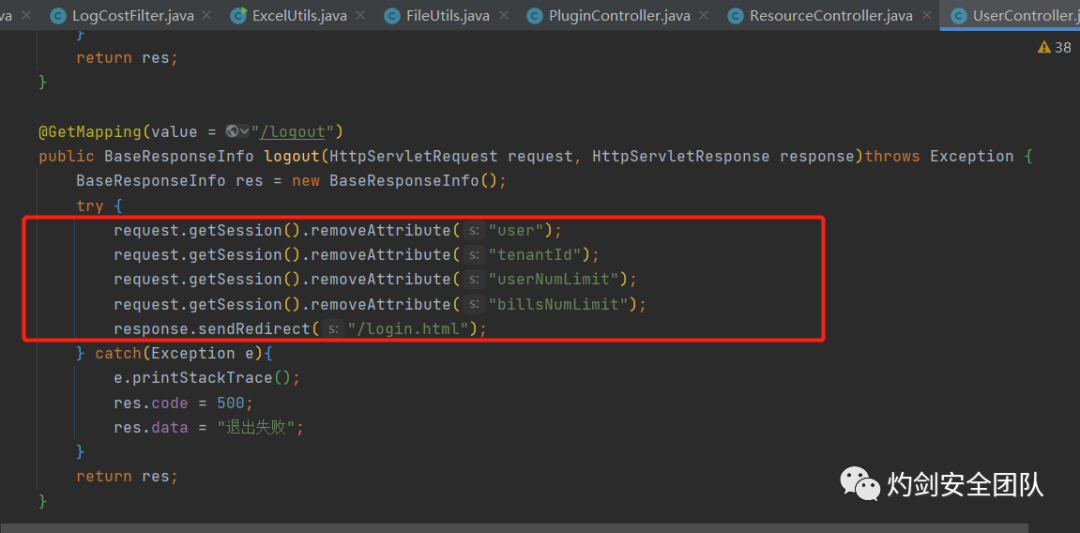 va LogCostFilter.java ExcelUtils.java FileUtils.java PluginController.java ResourceController.java UserController.j
38
}
return res;
}
@GetMapping(value = "/logout")
public BaseResponseInfo logout(HttpServletRequest request, HttpServletResponse response)throws Exception {
BaseResponseInfo res = new BaseResponseInfo();
try {
request.getSession().removeAttribute( s: "user");
request.getSession().removeAttribute( s: "tenantId");
request.getSession().removeAttribute( s: "userNumLimit");
request.getSession().removeAttribute( s: "billsNumLimit");
response.sendRedirect( s: "/login.html");
} catch(Exception e){
e.printStackTrace();
res.code = 500;
res.data = "退出失败";
}
return res;
}
灼剑安全团队